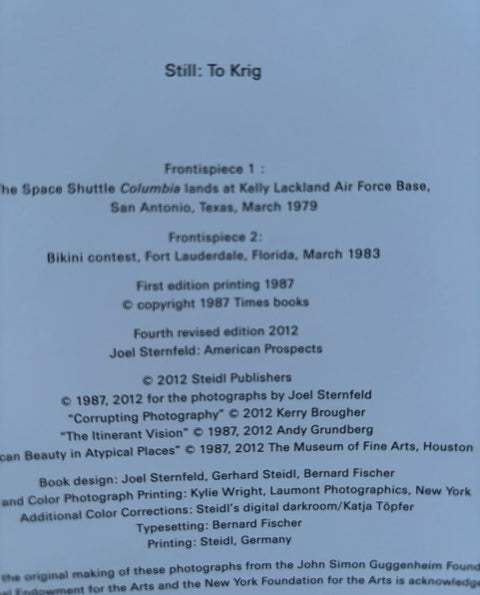 Still: To Krig
Frontispiece 1 :
he Space Shuttle Columbia lands at Kelly Lackland Air Force Base,
San Antonio, Texas, March 1979
Frontispiece 2:
Bikini contest, Fort Lauderdale, Florida, March 1983
First edition printing 1987
© copyright 1987 Times books
Fourth revised edition 2012
Joel Sternfeld: American Prospects
© 2012 Steidl Publishers
© 1987, 2012 for the photographs by Joel Sternfeld
“Corrupting Photography” © 2012 Kerry Brougher
“The Itinerant Vision” © 1987, 2012 Andy Grundberg
can Beauty in Atypical Places” © 1987, 2012 The Museum of Fine Arts, Houston
Book design: Joel Sternfeld, Gerhard Steidl, Bernard Fischer
and Color Photograph Printing: Kylie Wright, Laumont Photographics, New York
Additional Color Corrections: Steidl’s digital darkroom/Katja Töpfer
Typesetting: Bernard Fischer
Printing: Steidl, Germany
the original making of these photographs from the John Simon Guggenheim Found
Endowment for the Arts and the New York Foundation for the Arts is acknowledge